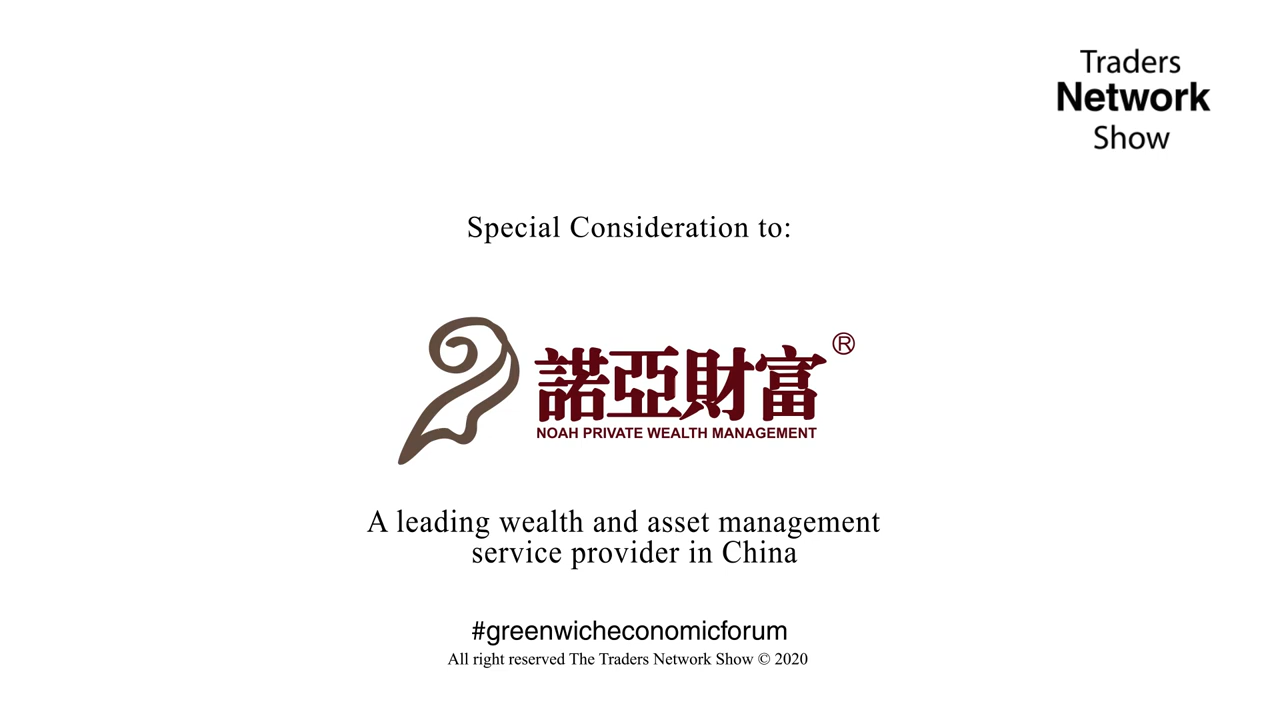 Traders
Network
Show
Special Consideration to:
諾亞財富®
NOAH PRIVATE WEALTH MANAGEMENT
A leading wealth and asset management
service provider in China
#greenwicheconomicforum
All right reserved The Traders Network Show © 2020